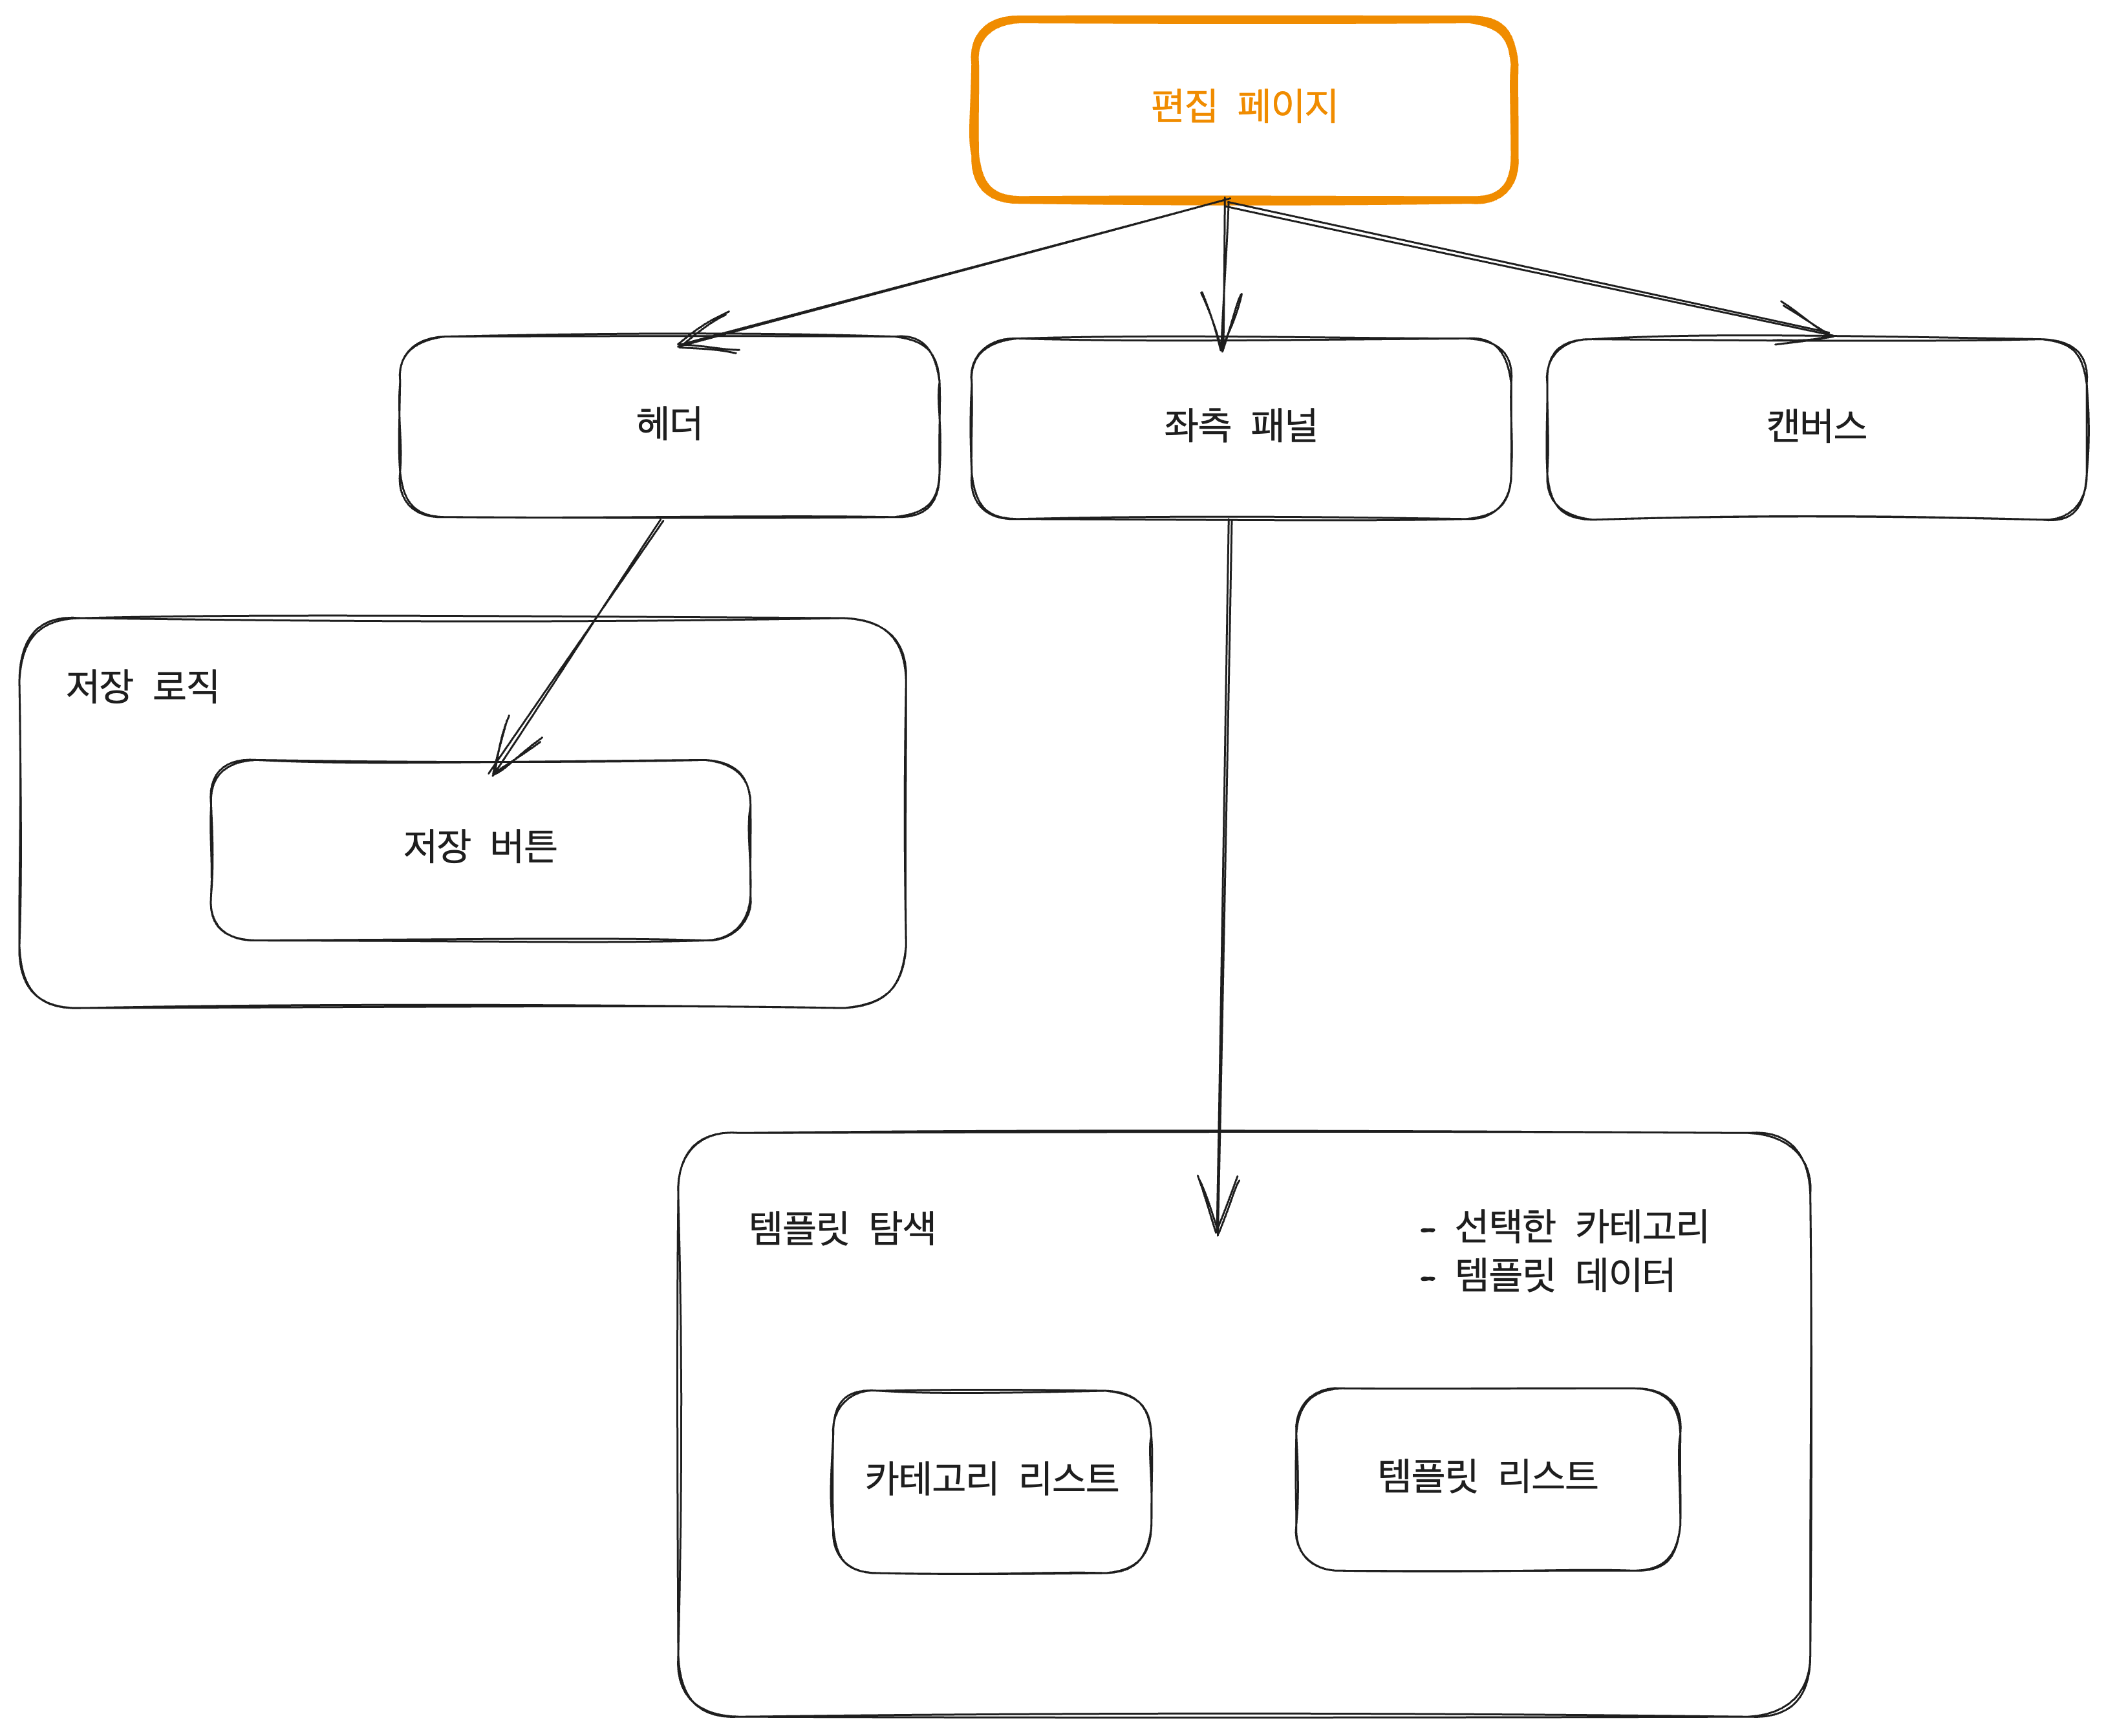 편집 페이지
헤더
좌측 패널
캔버스
저장 로직
저장 버튼
템플릿 탐색
- 선택한 카테고리
- 템플릿 데이터
카테고리 리스트
템플릿 리스트